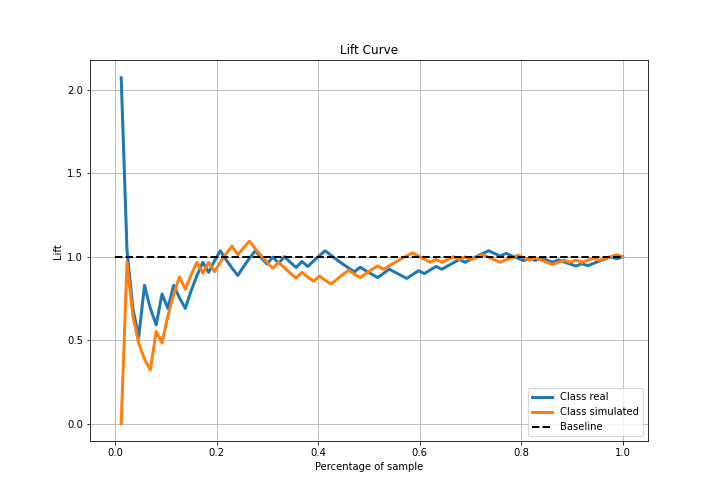 Lift Curve
2.0
1.5
1.0
0.5
0.0
Lift
0.0 0.2 0.4 0.6 0.8 1.0
Percentage of sample
Class real
Class simulated
Baseline